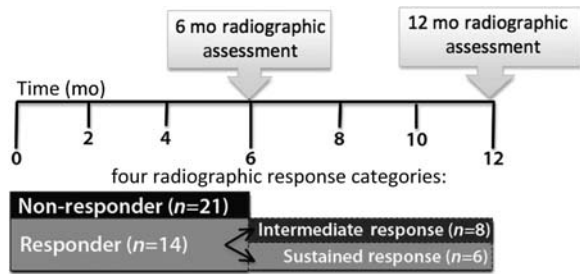 6 mo radiographic
assessment
12 mo radiographic
assessment
Time (mo)
0 2 4 6 8 10 12
four radiographic response categories:
Non-responder (n=21)
Responder (n=14)
Intermediate response (n=8)
Sustained response (n=6)